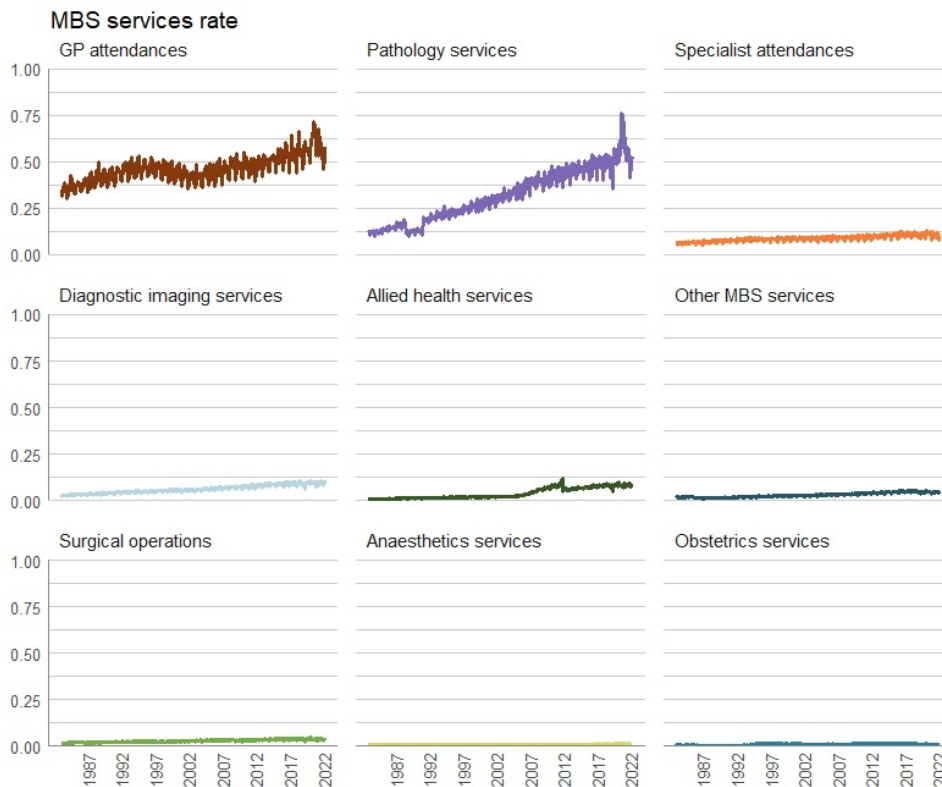 MBS services rate
GP attendances
Pathology services
Specialist attendances
1.00
0.75
0.50
0.25
0.00
Diagnostic imaging services
Allied health services
Other MBS services
1.00
0.75
0.50
0.25
0.00
Surgical operations
Anaesthetics services
Obstetrics services
1.00
0.75
0.50
0.25
0.00
1987 1992 1997 2002 2007 2012 2017 2022
1987 1992 1997 2002 2007 2012 2017 2022
1987 1992 1997 2002 2007 2012 2017 2022